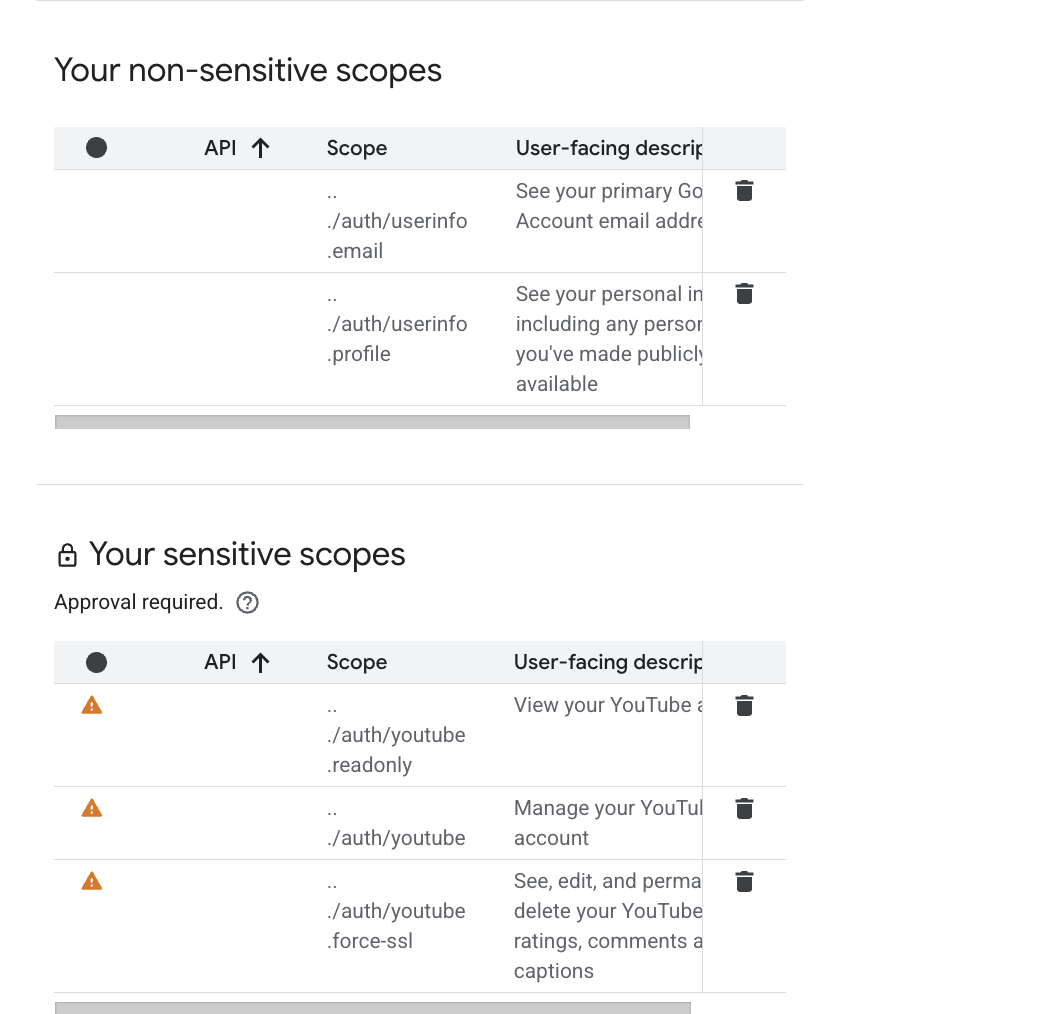 Your non-sensitive scopes
API Scope User-facing descrip
.. See your primary Go
./auth/userinfo Account email addre
.email
.. See your personal in
./auth/userinfo including any person
.profile you've made publicly
available
Your sensitive scopes
Approval required.
API Scope User-facing descrip
.. View your YouTube a
./auth/youtube
.readonly
.. Manage your YouTub
./auth/youtube account
.. See, edit, and perma
./auth/youtube delete your YouTube
.force-ssl ratings, comments a
captions